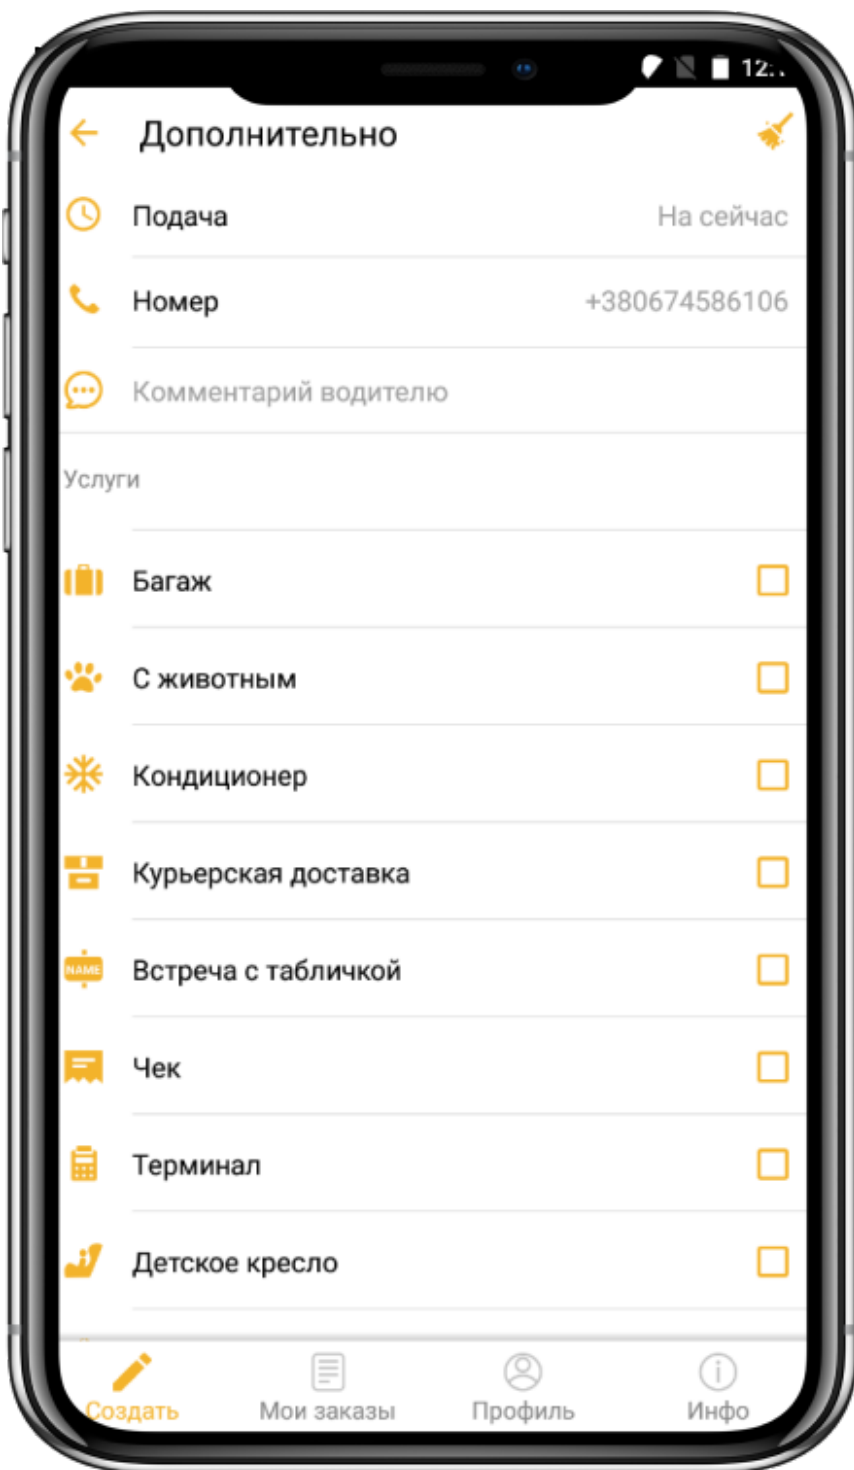 Дополнительно
Подача На сейчас
Номер +380674586106
Комментарий водителю
Услуги
Багаж
С животным
Кондиционер
Курьерская доставка
NAME Встреча с табличкой
Чек
Терминал
Детское кресло
Создать Мои заказы Профиль Инфо